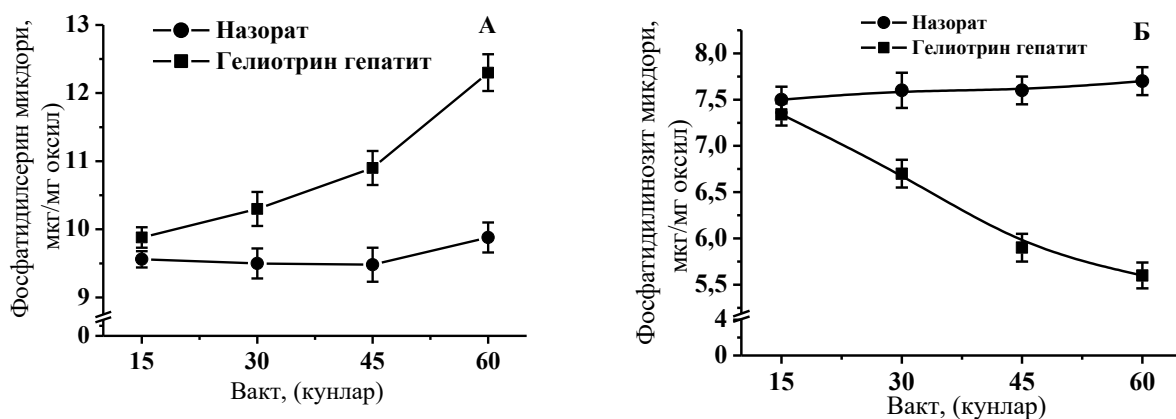 Фосфатидилсерин микдори,
мкг/мг оксил)
13
12
11
10
9
0
Назорат
Гелиотрин гепатит
А
15 30 45 60
Вакт, (кунлар)
Фосфатидилинозит микдори,
мкг/мг оксил)
8,0
7,5
7,0
6,5
6,0
5,5
4
0
Назорат
Гелиотрин гепатит
Б
15 30 45 60
Вакт, (кунлар)